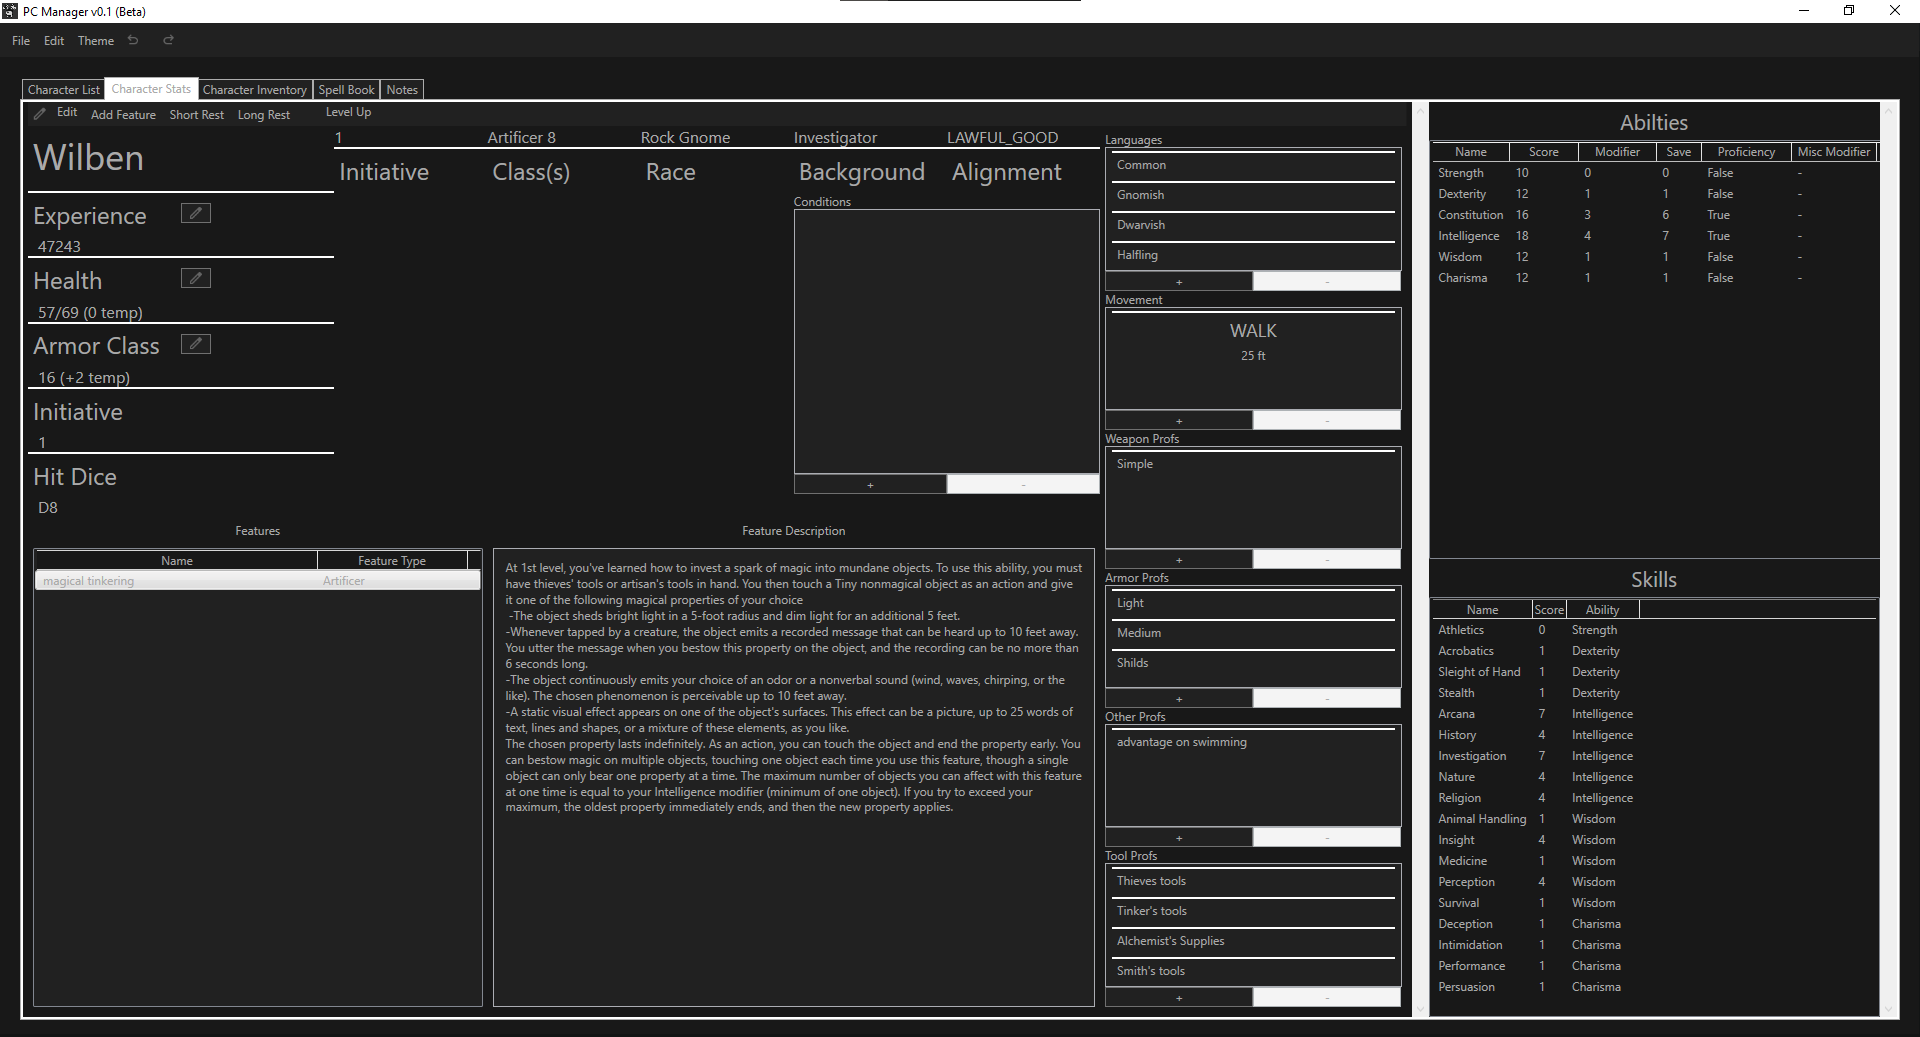 PC Manager v0.1 (Beta)
File Edit Theme
Character List Character Stats Character Inventory Spell Book Notes
Edit Add Feature Short Rest Long Rest Level Up
Wilben
1 Artificer 8 Rock Gnome Investigator LAWFUL_GOOD
Initiative Class(s) Race Background Alignment
Experience
47243
Health
57/69 (0 temp)
Armor Class
16 (+2 temp)
Initiative
1
Hit Dice
D8
Conditions
+ -
Features
Name Feature Type
magical tinkering Artificer
Feature Description
At 1st level, you've learned how to invest a spark of magic into mundane objects. To use this ability, you must
have thieves' tools or artisan's tools in hand. You then touch a Tiny nonmagical object as an action and give
it one of the following magical properties of your choice
-The object sheds bright light in a 5-foot radius and dim light for an additional 5 feet.
-Whenever tapped by a creature, the object emits a recorded message that can be heard up to 10 feet away.
You utter the message when you bestow this property on the object, and the recording can be no more than
6 seconds long.
-The object continuously emits your choice of an odor or a nonverbal sound (wind, waves, chirping, or the
like). The chosen phenomenon is perceivable up to 10 feet away.
-A static visual effect appears on one of the object's surfaces. This effect can be a picture, up to 25 words of
text, lines and shapes, or a mixture of these elements, as you like.
The chosen property lasts indefinitely. As an action, you can touch the object and end the property early. You
can bestow magic on multiple objects, touching one object each time you use this feature, though a single
object can only bear one property at a time. The maximum number of objects you can affect with this feature
at one time is equal to your Intelligence modifier (minimum of one object). If you try to exceed your
maximum, the oldest property immediately ends, and then the new property applies.
Languages
Common
Gnomish
Dwarvish
Halfling
+ -
Movement
WALK
25 ft
+ -
Weapon Profs
Simple
+ -
Armor Profs
Light
Medium
Shilds
+ -
Other Profs
advantage on swimming
+ -
Tool Profs
Thieves tools
Tinker's tools
Alchemist's Supplies
Smith's tools
+ -
Abilties
Name Score Modifier Save Proficiency Misc Modifier
Strength 10 0 0 False -
Dexterity 12 1 1 False -
Constitution 16 3 6 True -
Intelligence 18 4 7 True -
Wisdom 12 1 1 False -
Charisma 12 1 1 False -
Skills
Name Score Ability
Athletics 0 Strength
Acrobatics 1 Dexterity
Sleight of Hand 1 Dexterity
Stealth 1 Dexterity
Arcana 7 Intelligence
History 4 Intelligence
Investigation 7 Intelligence
Nature 4 Intelligence
Religion 4 Intelligence
Animal Handling 1 Wisdom
Insight 4 Wisdom
Medicine 1 Wisdom
Perception 4 Wisdom
Survival 1 Wisdom
Deception 1 Charisma
Intimidation 1 Charisma
Performance 1 Charisma
Persuasion 1 Charisma